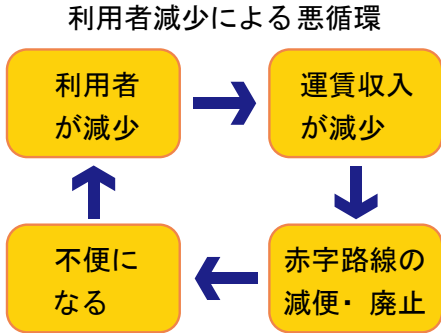 利用者減少による悪循環
利用者
が減少
運賃収入
が減少
赤字路線の
減便・廃止
不便に
なる